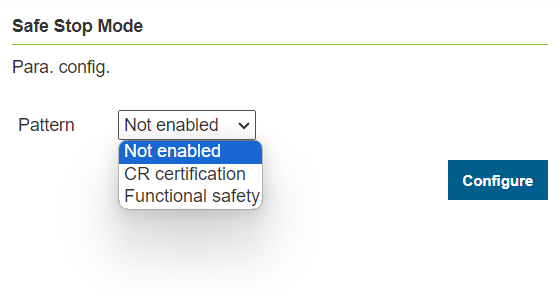 Safe Stop Mode
Para. config.
Pattern
Not enabled
Not enabled
CR certification
Functional safety
Configure